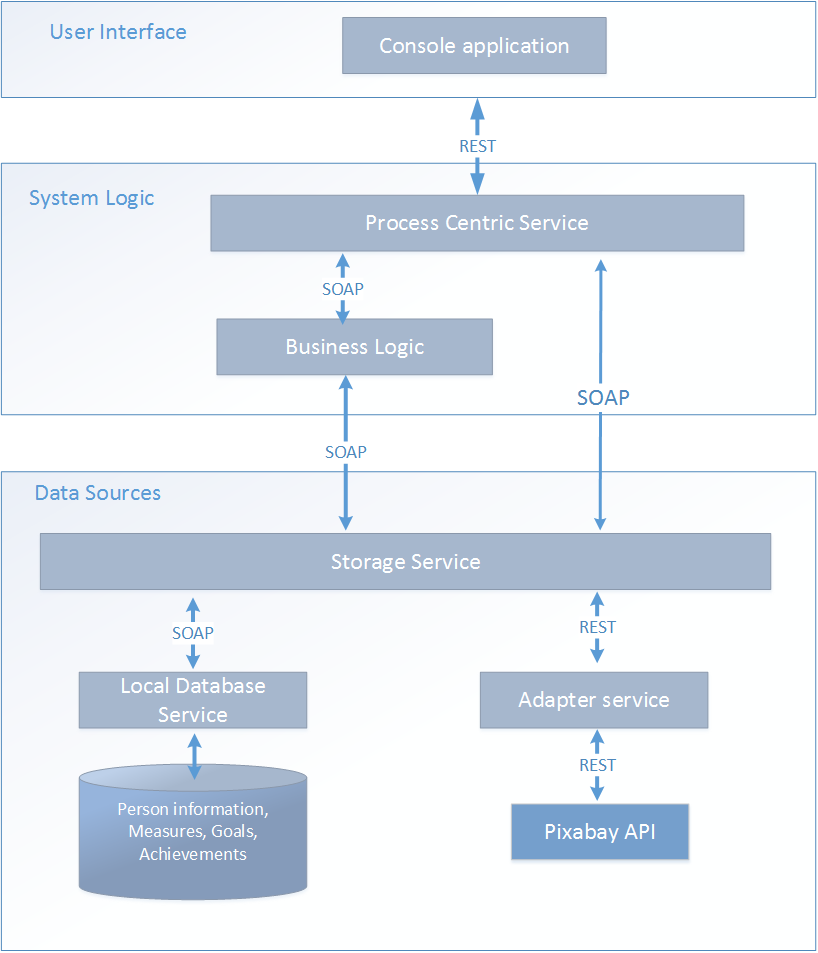 User Interface
Console application
REST
System Logic
Process Centric Service
SOAP
Business Logic
SOAP
SOAP
Data Sources
Storage Service
SOAP
REST
Local Database
Service
Adapter service
REST
Person information,
Measures, Goals,
Achievements
Pixabay API